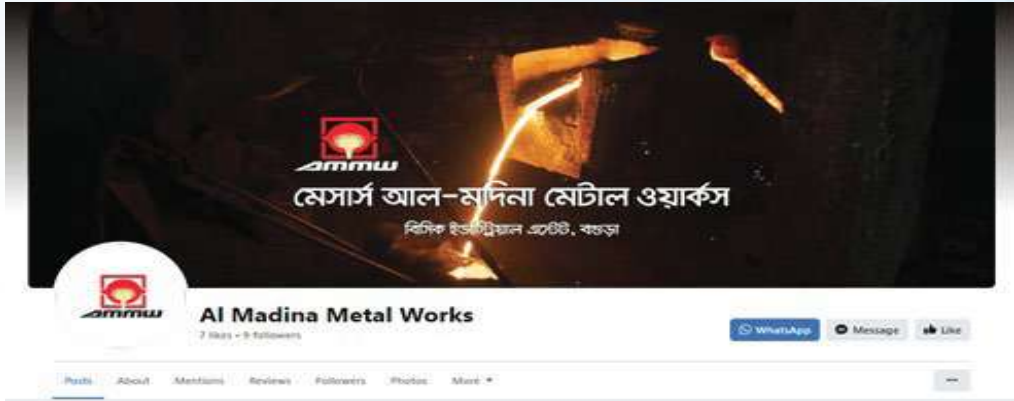 ammw
মেসার্স আল-মদিনা মেটাল ওয়ার্কস
বিসিক ইন্ডাস্ট্রিয়াল এস্টেট, বগুড়া
ammw
Al Madina Metal Works
7 likes • 9 followers
WhatsApp Message Like
Posts About Mentions Reviews Followers Photos More